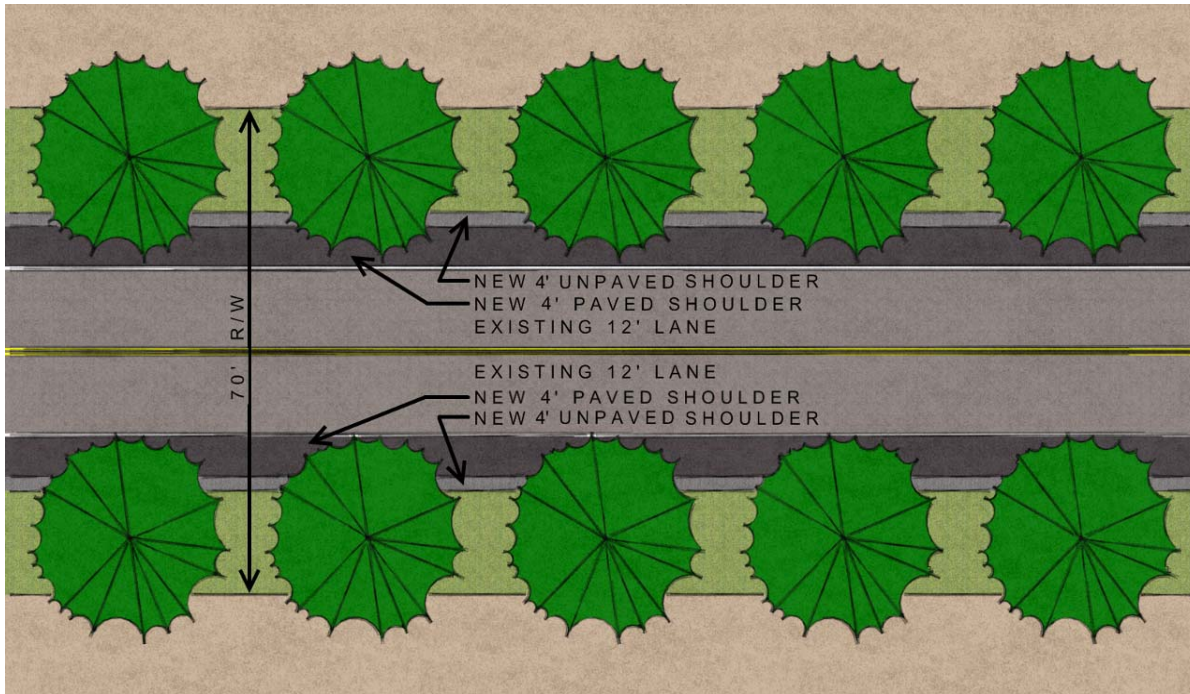 NEW 4' UNPAVED SHOULDER
NEW 4' PAVED SHOULDER
EXISTING 12' LANE
70' R/W
EXISTING 12' LANE
NEW 4' PAVED SHOULDER
NEW 4' UNPAVED SHOULDER